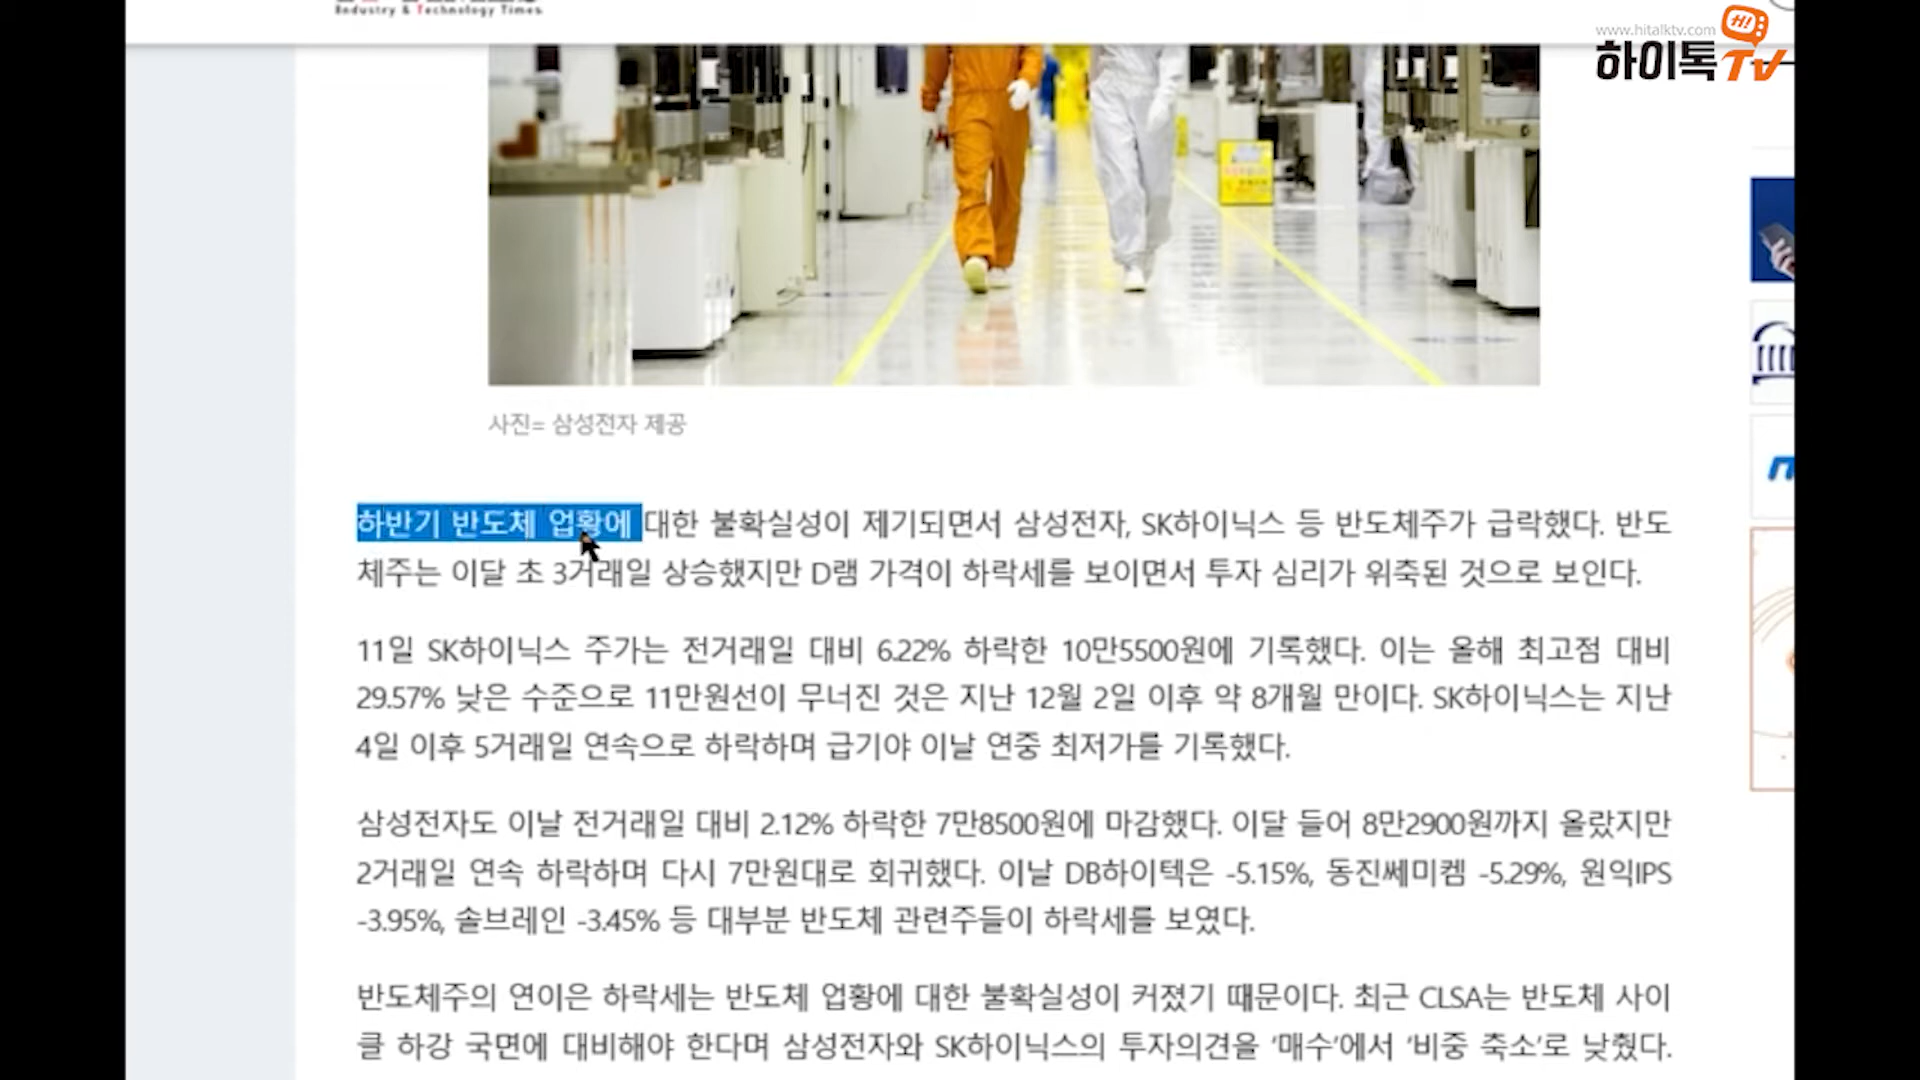 Industry & Technology Times
www.hitalktv.com
Hi!
하이톡TV
사진= 삼성전자 제공
하반기 반도체 업황에 대한 불확실성이 제기되면서 삼성전자, SK하이닉스 등 반도체주가 급락했다. 반도
체주는 이달 초 3거래일 상승했지만 D램 가격이 하락세를 보이면서 투자 심리가 위축된 것으로 보인다.
11일 SK하이닉스 주가는 전거래일 대비 6.22% 하락한 10만5500원에 기록했다. 이는 올해 최고점 대비
29.57% 낮은 수준으로 11만원선이 무너진 것은 지난 12월 2일 이후 약 8개월 만이다. SK하이닉스는 지난
4일 이후 5거래일 연속으로 하락하며 급기야 이날 연중 최저가를 기록했다.
삼성전자도 이날 전거래일 대비 2.12% 하락한 7만8500원에 마감했다. 이달 들어 8만2900원까지 올랐지만
2거래일 연속 하락하며 다시 7만원대로 회귀했다. 이날 DB하이텍은 -5.15%, 동진쎄미켐 -5.29%, 원익IPS
-3.95%, 솔브레인 -3.45% 등 대부분 반도체 관련주들이 하락세를 보였다.
반도체주의 연이은 하락세는 반도체 업황에 대한 불확실성이 커졌기 때문이다. 최근 CLSA는 반도체 사이
클 하강 국면에 대비해야 한다며 삼성전자와 SK하이닉스의 투자의견을 '매수'에서 '비중 축소'로 낮췄다.